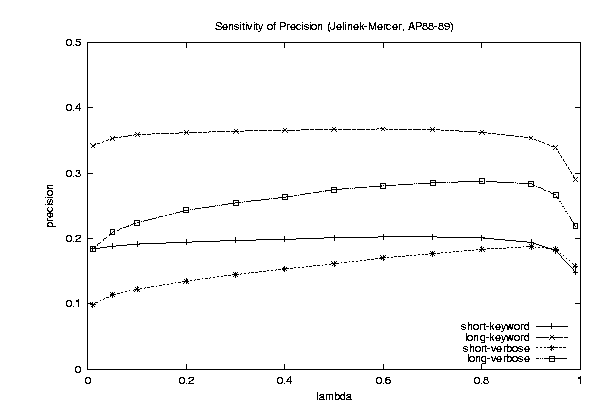 Sensitivity of Precision (Jelinek-Mercer, AP88-89)
0.5
0.4
0.3
0.2
0.1
0
precision
short-keyword
long-keyword
short-verbose
long-verbose
0 0.2 0.4 0.6 0.8 1
lambda